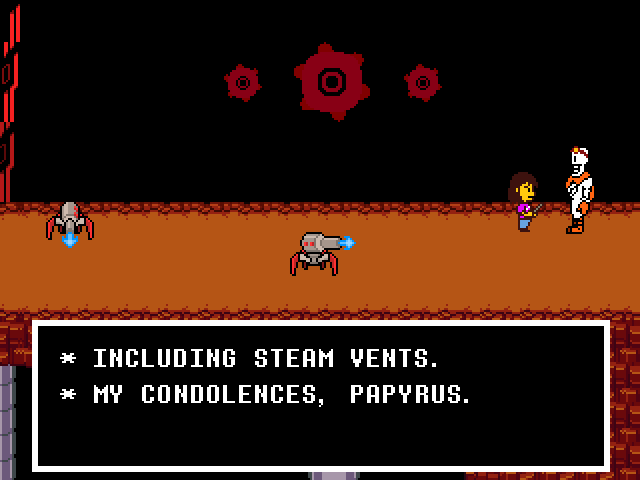 * INCLUDING STEAM VENTS.
* MY CONDOLENCES, PAPYRUS.